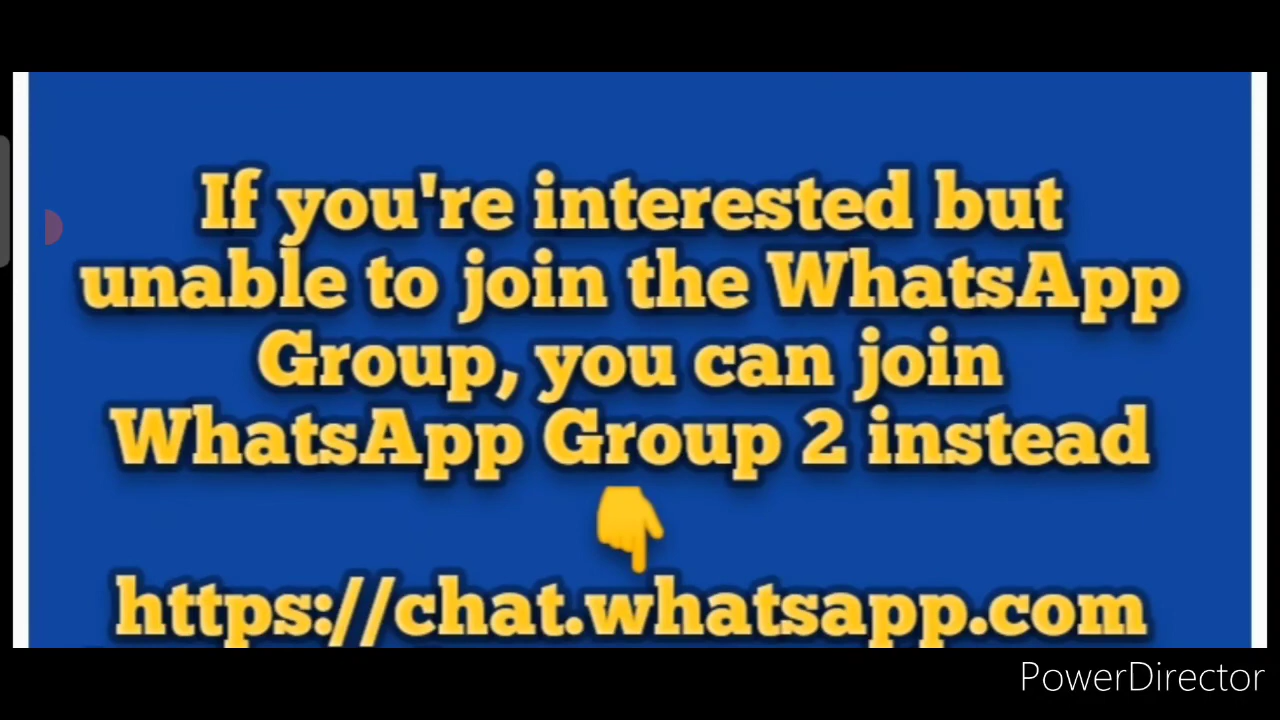 If you're interested but
unable to join the WhatsApp
Group, you can join
WhatsApp Group 2 instead
👇
https://chat.whatsapp.com
PowerDirector